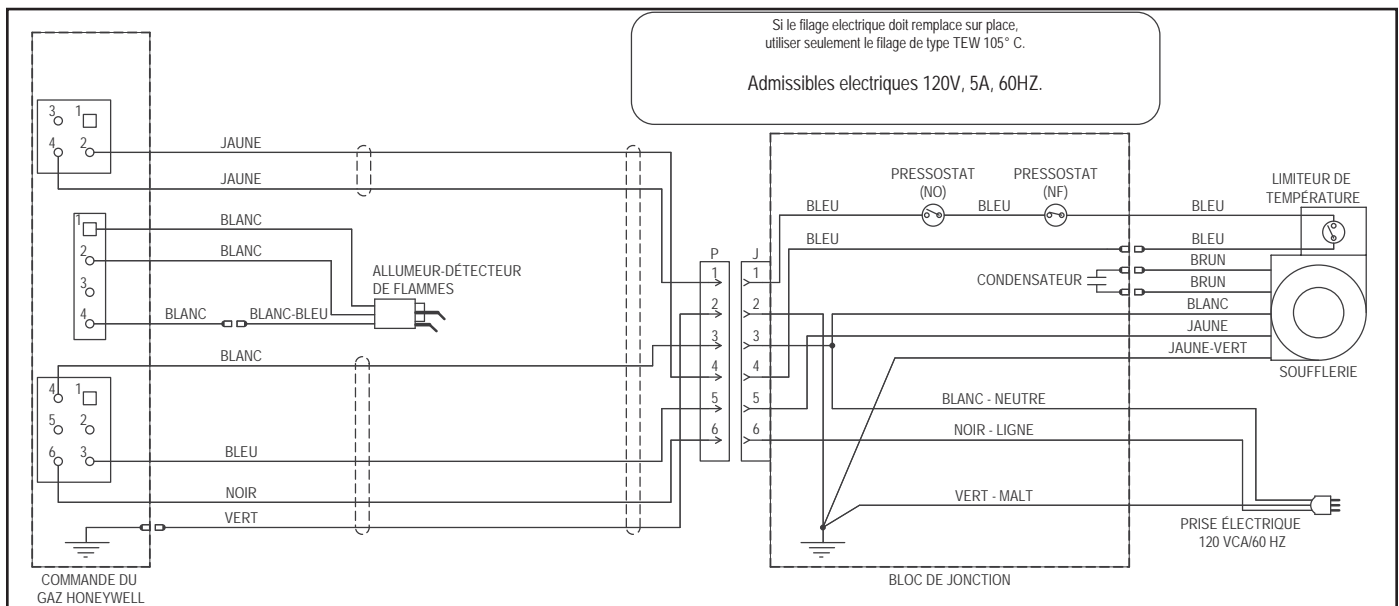 Si le filage electrique doit remplace sur place,
utiliser seulement le filage de type TEW 105° C.
Admissibles electriques 120V, 5A, 60HZ.
3 1
4 2
JAUNE
JAUNE
1
2
3
4
BLANC
BLANC
BLANC
BLANC-BLEU
ALLUMEUR-DÉTECTEUR
DE FLAMMES
4 1
5 2
6 3
BLANC
BLEU
NOIR
VERT
COMMANDE DU
GAZ HONEYWELL
P J
1 1
2 2
3 3
4 4
5 5
6 6
PRESSOSTAT
(NO)
PRESSOSTAT
(NF)
BLEU
BLEU
BLEU
BLEU
BLEU
LIMITEUR DE
TEMPÉRATURE
CONDENSATEUR
BRUN
BRUN
BLANC
JAUNE
JAUNE-VERT
SOUFFLERIE
BLANC - NEUTRE
NOIR - LIGNE
VERT - MALT
PRISE ÉLECTRIQUE
120 VCA/60 HZ
BLOC DE JONCTION